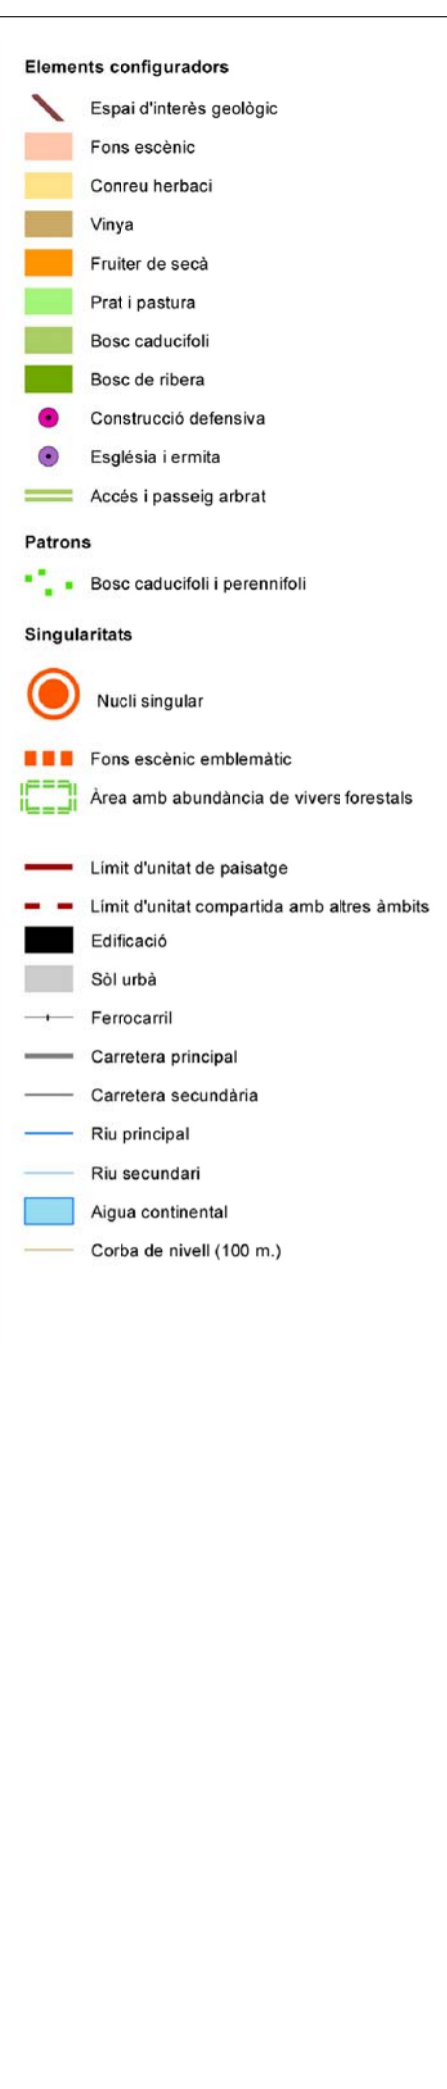 Elements configuradors
Espai d'interès geològic
Fons escènic
Conreu herbaci
Vinya
Fruiter de secà
Prat i pastura
Bosc caducifoli
Bosc de ribera
Construcció defensiva
Església i ermita
Accés i passeig arbrat
Patrons
Bosc caducifoli i perennifoli
Singularitats
Nucli singular
Fons escènic emblemàtic
Àrea amb abundància de vivers forestals
Límit d'unitat de paisatge
Límit d'unitat compartida amb altres àmbits
Edificació
Sòl urbà
Ferrocarril
Carretera principal
Carretera secundària
Riu principal
Riu secundari
Aigua continental
Corba de nivell (100 m.)